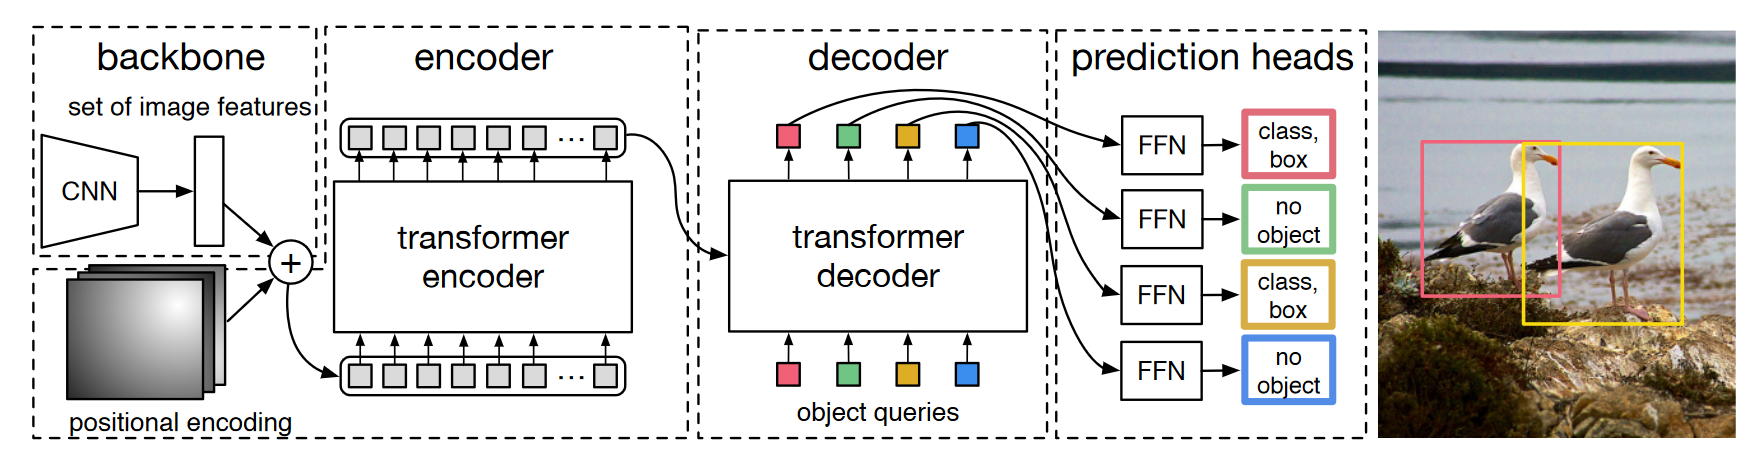 backbone
set of image features
CNN
+
positional encoding
encoder
transformer
encoder
...
...
decoder
transformer
decoder
object queries
prediction heads
FFN
class,
box
FFN
no
object
FFN
class,
box
FFN
no
object